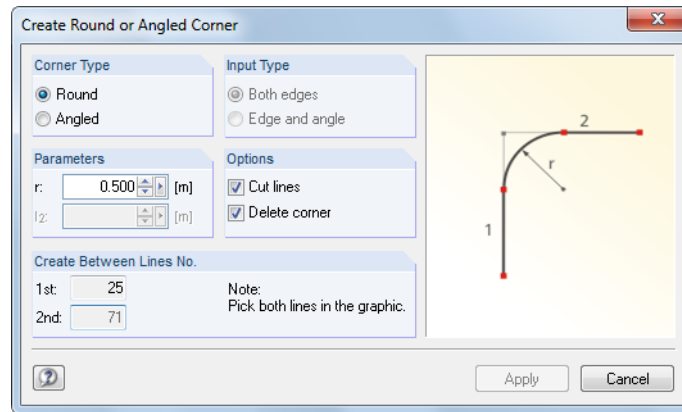 Create Round or Angled Corner
Corner Type
Round
Angled
Input Type
Both edges
Edge and angle
Parameters
r: 0.500 [m]
l2: [m]
Options
Cut lines
Delete corner
Create Between Lines No.
1st: 25
2nd: 71
Note:
Pick both lines in the graphic.
2
r
1
Apply
Cancel